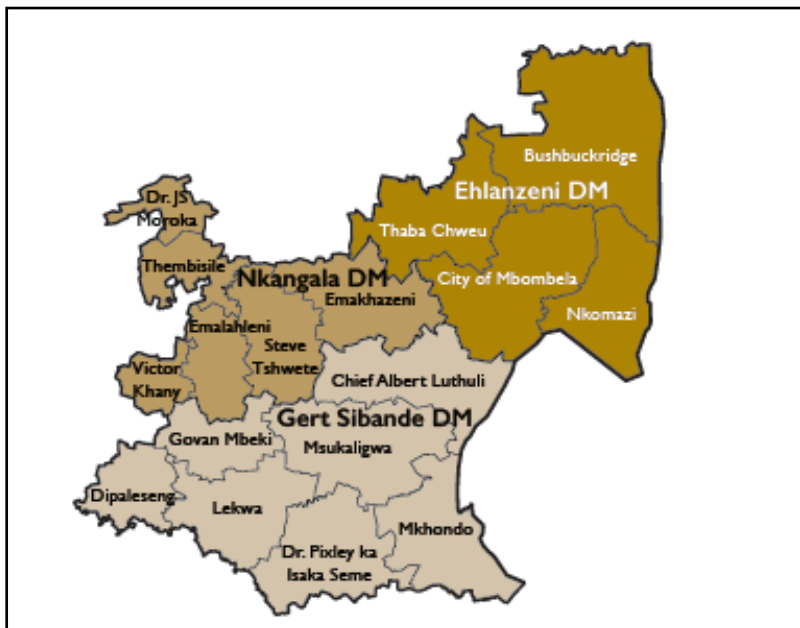 Bushbuckridge
Ehlanzeni DM
Dr. JS
Moroka
Thaba Chweu
Thembisile
Nkangala DM
City of Mbombela
Emakhazeni
Nkomazi
Emalahleni
Steve
Tshwete
Victor
Khany
Chief Albert Luthuli
Gert Sibande DM
Govan Mbeki
Msukaligwa
Dipaleseng
Lekwa
Mkhondo
Dr. Pixley ka
Isaka Seme